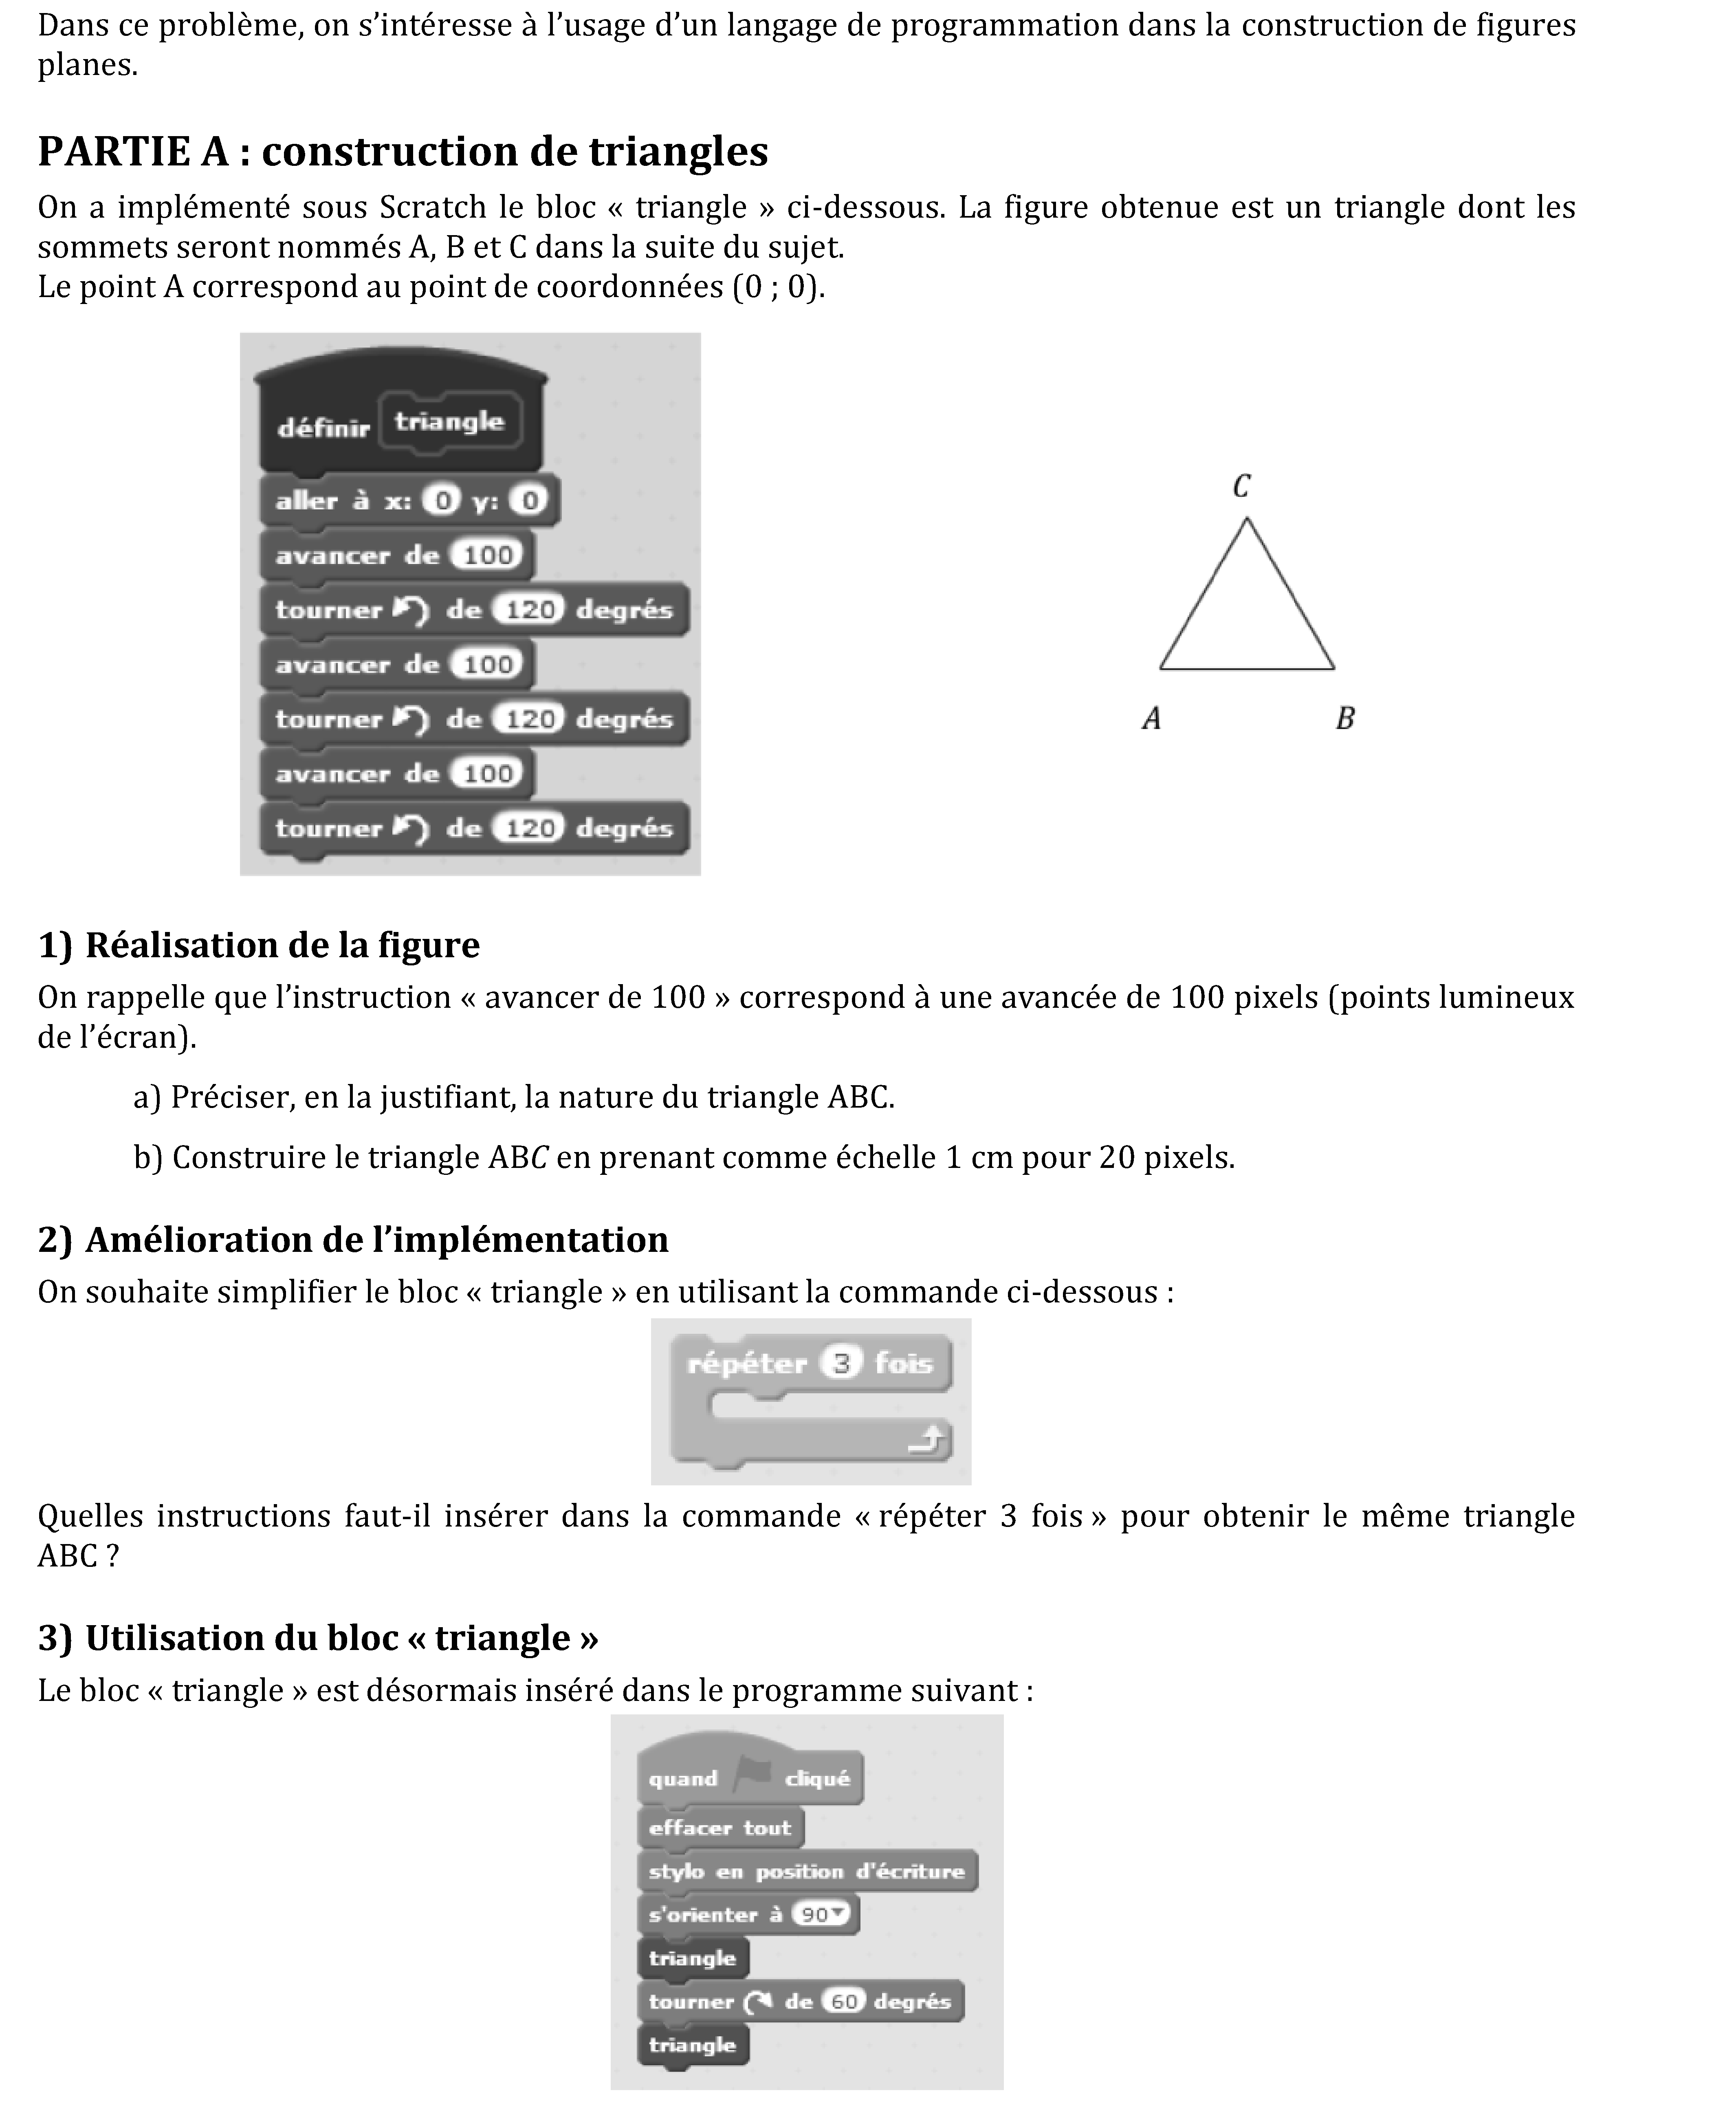 Dans ce problème, on s’intéresse à l’usage d’un langage de programmation dans la construction de figures
planes.
PARTIE A : construction de triangles
On a implémenté sous Scratch le bloc « triangle » ci-dessous. La figure obtenue est un triangle dont les
sommets seront nommés A, B et C dans la suite du sujet.
Le point A correspond au point de coordonnées (0 ; 0).
définir triangle
aller à x: 0 y: 0
avancer de 100
tourner de 120 degrés
avancer de 100
tourner de 120 degrés
avancer de 100
tourner de 120 degrés
C
A B
1) Réalisation de la figure
On rappelle que l’instruction « avancer de 100 » correspond à une avancée de 100 pixels (points lumineux
de l’écran).
a) Préciser, en la justifiant, la nature du triangle ABC.
b) Construire le triangle ABC en prenant comme échelle 1 cm pour 20 pixels.
2) Amélioration de l’implémentation
On souhaite simplifier le bloc « triangle » en utilisant la commande ci-dessous :
répéter 3 fois
Quelles instructions faut-il insérer dans la commande « répéter 3 fois » pour obtenir le même triangle
ABC ?
3) Utilisation du bloc « triangle »
Le bloc « triangle » est désormais inséré dans le programme suivant :
quand cliqué
effacer tout
stylo en position d'écriture
s'orienter à 90
triangle
tourner de 60 degrés
triangle